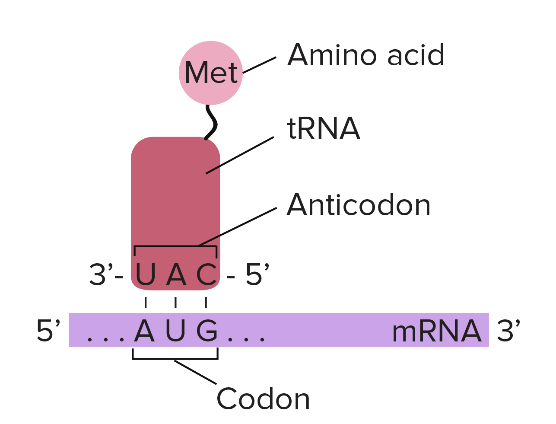 Met
Amino acid
tRNA
Anticodon
3’- U A C - 5’
5’ ...A U G... mRNA 3’
Codon